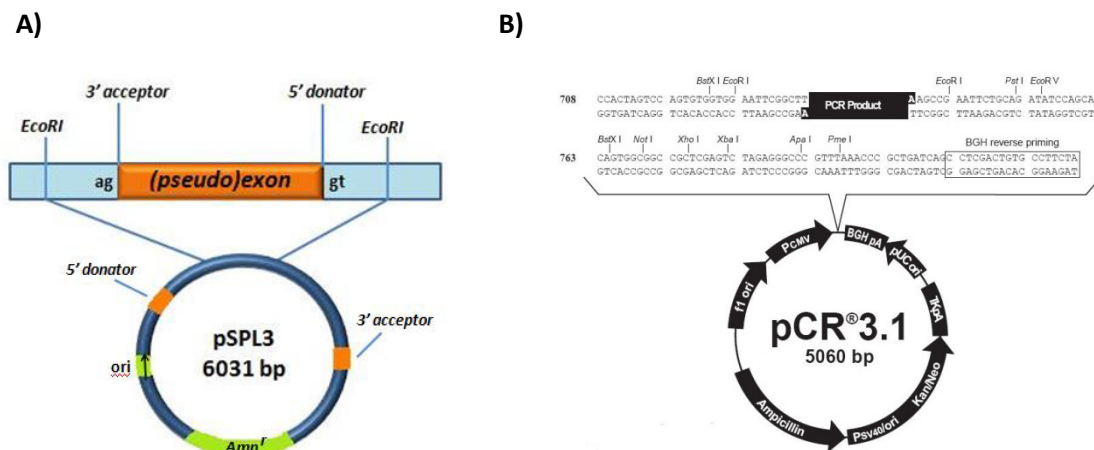 A)
3' acceptor
5' donator
EcoRI
EcoRI
ag
(pseudo)exon
gt
5' donator
3' acceptor
pSPL3
6031 bp
ori
Amp r
B)
BstX I EcoR I
EcoR I
Pst I EcoR V
708
CCACTAGTCC AGTGTGGTGG AATTCGGCTT
PCR Product
A AGCCG AATTCTGCAG ATATCCAGCA
GGTGATCAGG TCACACCACC TTAAGCCGA A
TTCGGC TTAAGACGTC TATAGGTCGT
BstX I Not I Xho I Xba I Apa I Pme I
BGH reverse priming
763
CAGTGGCGGC CGCTCGAGTC TAGAGGGCCC GTTTAAACCC GCTGATCAGC CTCGACTGTG CCTTCTA
GTCACCGCCG GCGAGCTCAG ATCTCCCGGG CAAATTTGGG CGACTAGTCG GAGCTGACAC GGAAGAT
PCMV
BGH pA
pUC ori
f1 ori
TKpA
pCR®3.1
5060 bp
Kan/Neo
Ampicillin
PSV40/ori